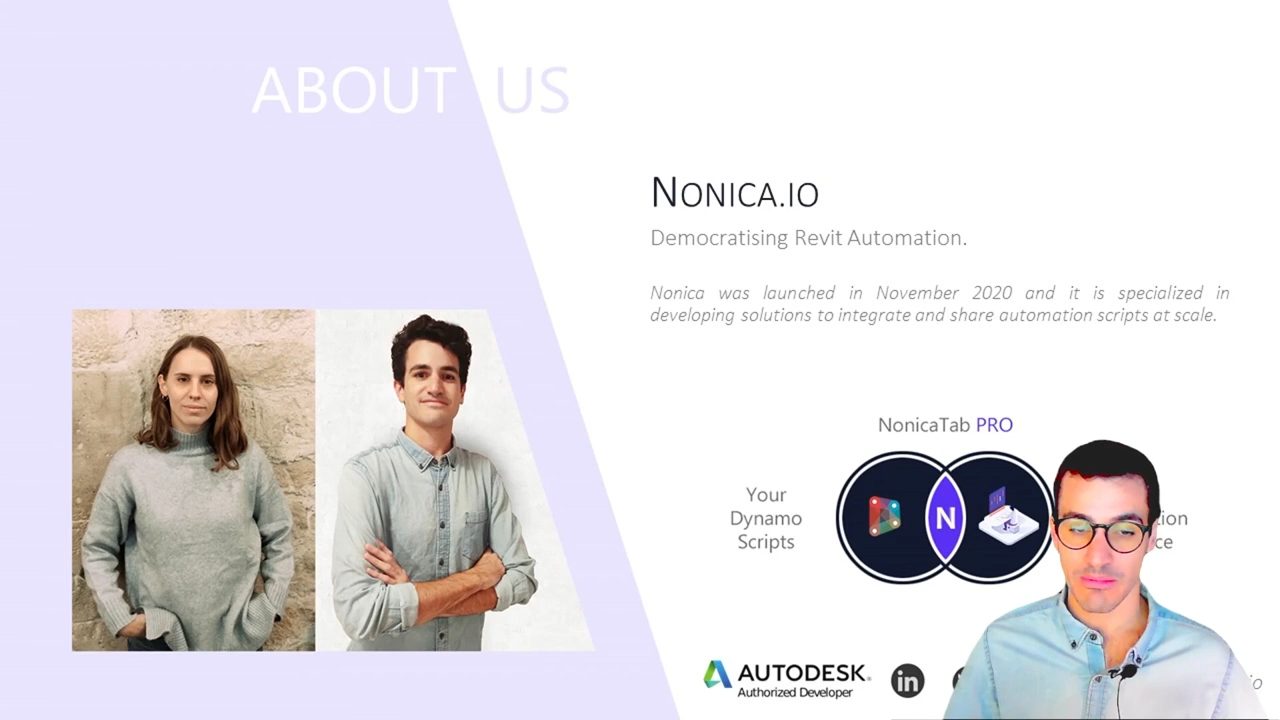 ABOUT US
NONICA.IO
Democratising Revit Automation.
Nonica was launched in November 2020 and it is specialized in
developing solutions to integrate and share automation scripts at scale.
NonicaTab PRO
Your
Dynamo
Scripts
N
AUTODESK®
Authorized Developer
in